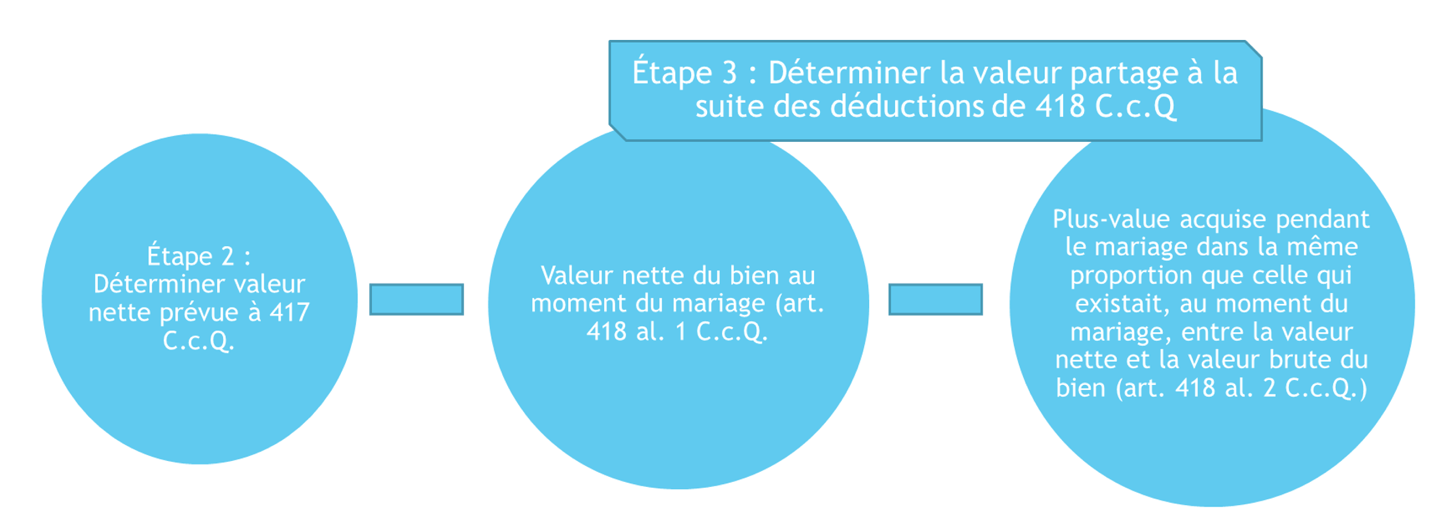 Étape 3 : Déterminer la valeur partage à la
suite des déductions de 418 C.c.Q
Étape 2 :
Déterminer valeur
nette prévue à 417
C.c.Q.
Valeur nette du bien au
moment du mariage (art.
418 al. 1 C.c.Q.
Plus-value acquise pendant
le mariage dans la même
proportion que celle qui
existait, au moment du
mariage, entre la valeur
nette et la valeur brute du
bien (art. 418 al. 2 C.c.Q.)